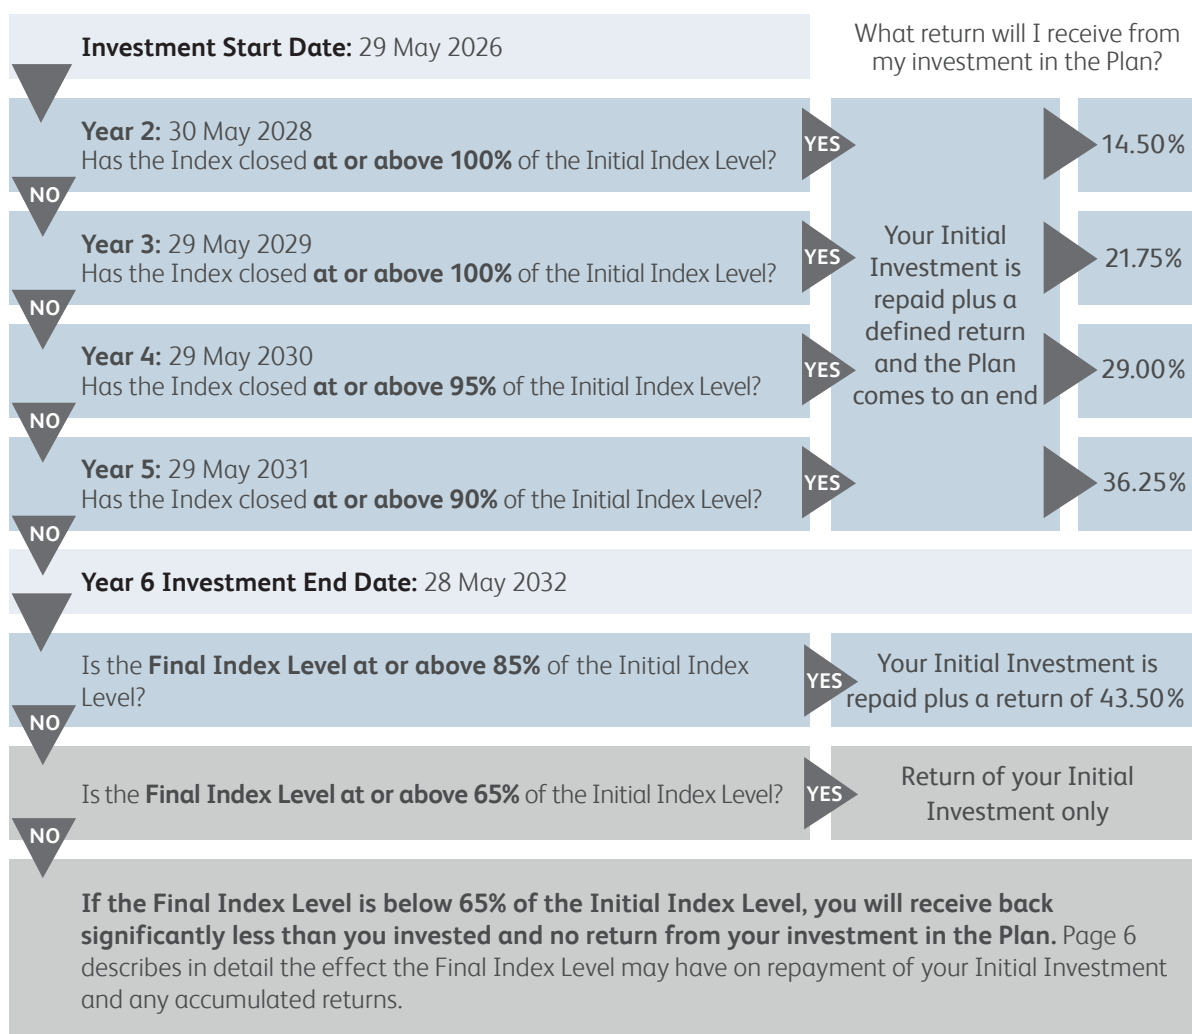 Investment Start Date: 29 May 2026
What return will I receive from
my investment in the Plan?
Year 2: 30 May 2028
Has the Index closed at or above 100% of the Initial Index Level?
YES
14.50%
NO
Year 3: 29 May 2029
Has the Index closed at or above 100% of the Initial Index Level?
YES
21.75%
NO
Year 4: 29 May 2030
Has the Index closed at or above 95% of the Initial Index Level?
YES
29.00%
NO
Year 5: 29 May 2031
Has the Index closed at or above 90% of the Initial Index Level?
YES
36.25%
Your Initial
Investment is
repaid plus a
defined return
and the Plan
comes to an end
NO
Year 6 Investment End Date: 28 May 2032
Is the Final Index Level at or above 85% of the Initial Index
Level?
YES
Your Initial Investment is
repaid plus a return of 43.50%
NO
Is the Final Index Level at or above 65% of the Initial Index Level?
YES
Return of your Initial
Investment only
NO
If the Final Index Level is below 65% of the Initial Index Level, you will receive back
significantly less than you invested and no return from your investment in the Plan. Page 6
describes in detail the effect the Final Index Level may have on repayment of your Initial Investment
and any accumulated returns.